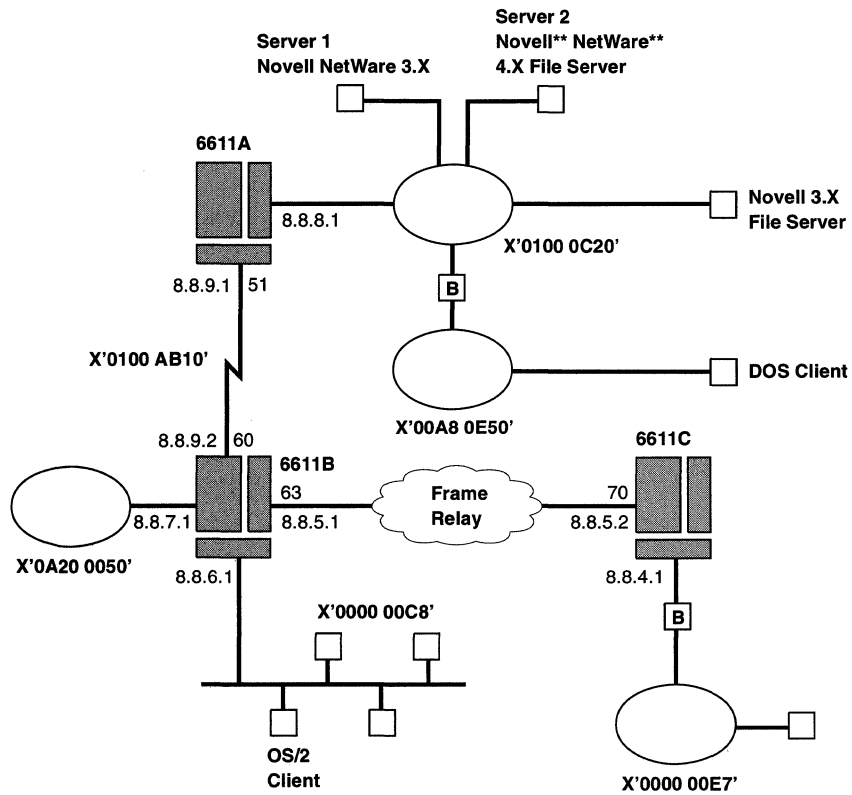 Server 2
Server 1
Novell** NetWare**
Novell NetWare 3.X
4.X File Server
6611A
8.8.8.1
Novell 3.X
File Server
X'0100 0C20'
8.8.9.1
51
B
X'0100 AB10'
DOS Client
X'00A8 0E50'
8.8.9.2
60
6611B
6611C
63
Frame
Relay
70
8.8.7.1
8.8.5.1
8.8.5.2
X'0A20 0050'
8.8.6.1
8.8.4.1
X'0000 00C8'
B
OS/2
Client
X'0000 00E7'